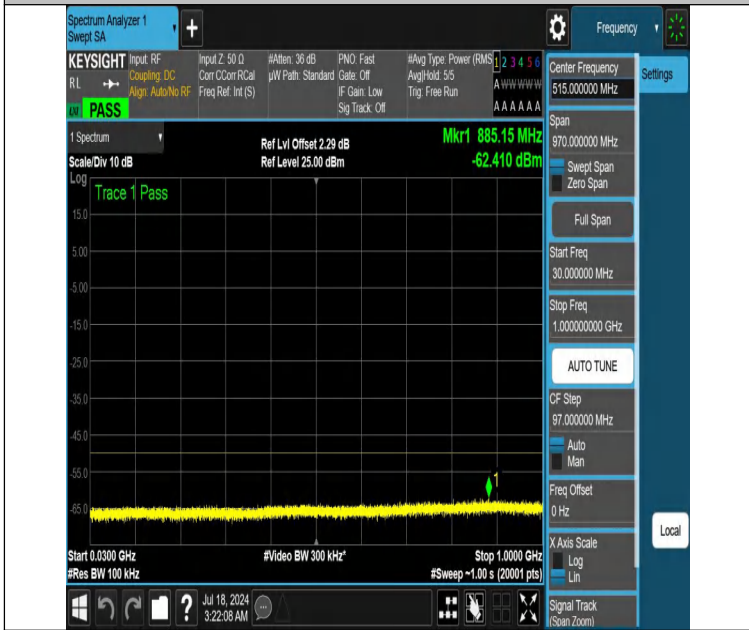 Spectrum Analyzer 1
Swept SA
Frequency
KEYSIGHT
RL
PASS
Input: RF
Coupling: DC
Align: Auto/No RF
Input Z: 50 Ω
Corr CCorr RCal
Freq Ref: Int (S)
#Atten: 36 dB
µW Path: Standard
PNO: Fast
Gate: Off
IF Gain: Low
Sig Track: Off
#Avg Type: Power (RMS
Avg|Hold: 5/5
Trig: Free Run
1 2 3 4 5 6
A W W W W W
A A A A A A
1 Spectrum
Scale/Div 10 dB
Ref Lvl Offset 2.29 dB
Ref Level 25.00 dBm
Mkr1 885.15 MHz
-62.410 dBm
Log
Trace 1 Pass
15.0
5.00
-5.00
-15.0
-25.0
-35.0
-45.0
-55.0
-65.0
1
Start 0.0300 GHz
#Res BW 100 kHz
#Video BW 300 kHz*
Stop 1.0000 GHz
#Sweep ~1.00 s (20001 pts)
Center Frequency
515.000000 MHz
Settings
Span
970.000000 MHz
Swept Span
Zero Span
Full Span
Start Freq
30.000000 MHz
Stop Freq
1.000000000 GHz
AUTO TUNE
CF Step
97.000000 MHz
Auto
Man
Freq Offset
0 Hz
X Axis Scale
Log
Lin
Local
Signal Track
(Span Zoom)
?
Jul 18, 2024
3:22:08 AM